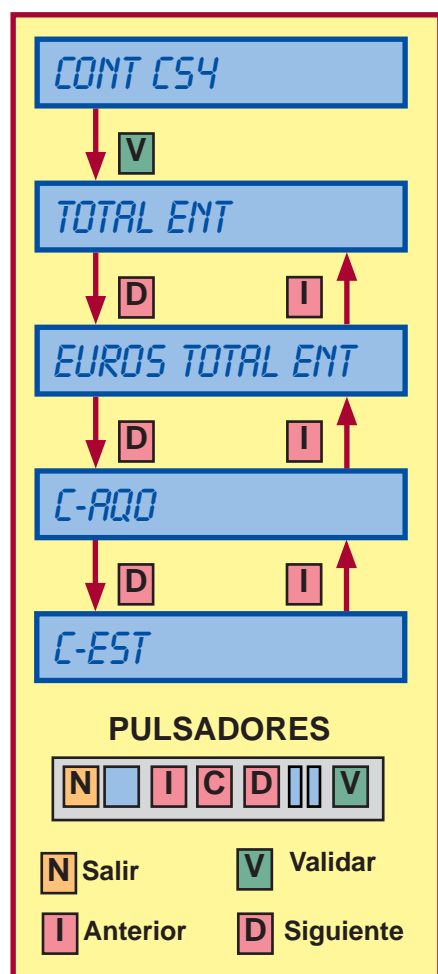 CONT CS4
V
TOTAL ENT
D I
EUROS TOTAL ENT
D I
C-AQO
D I
C-EST
PULSADORES
N I C D V
N Salir V Validar
I Anterior D Siguiente